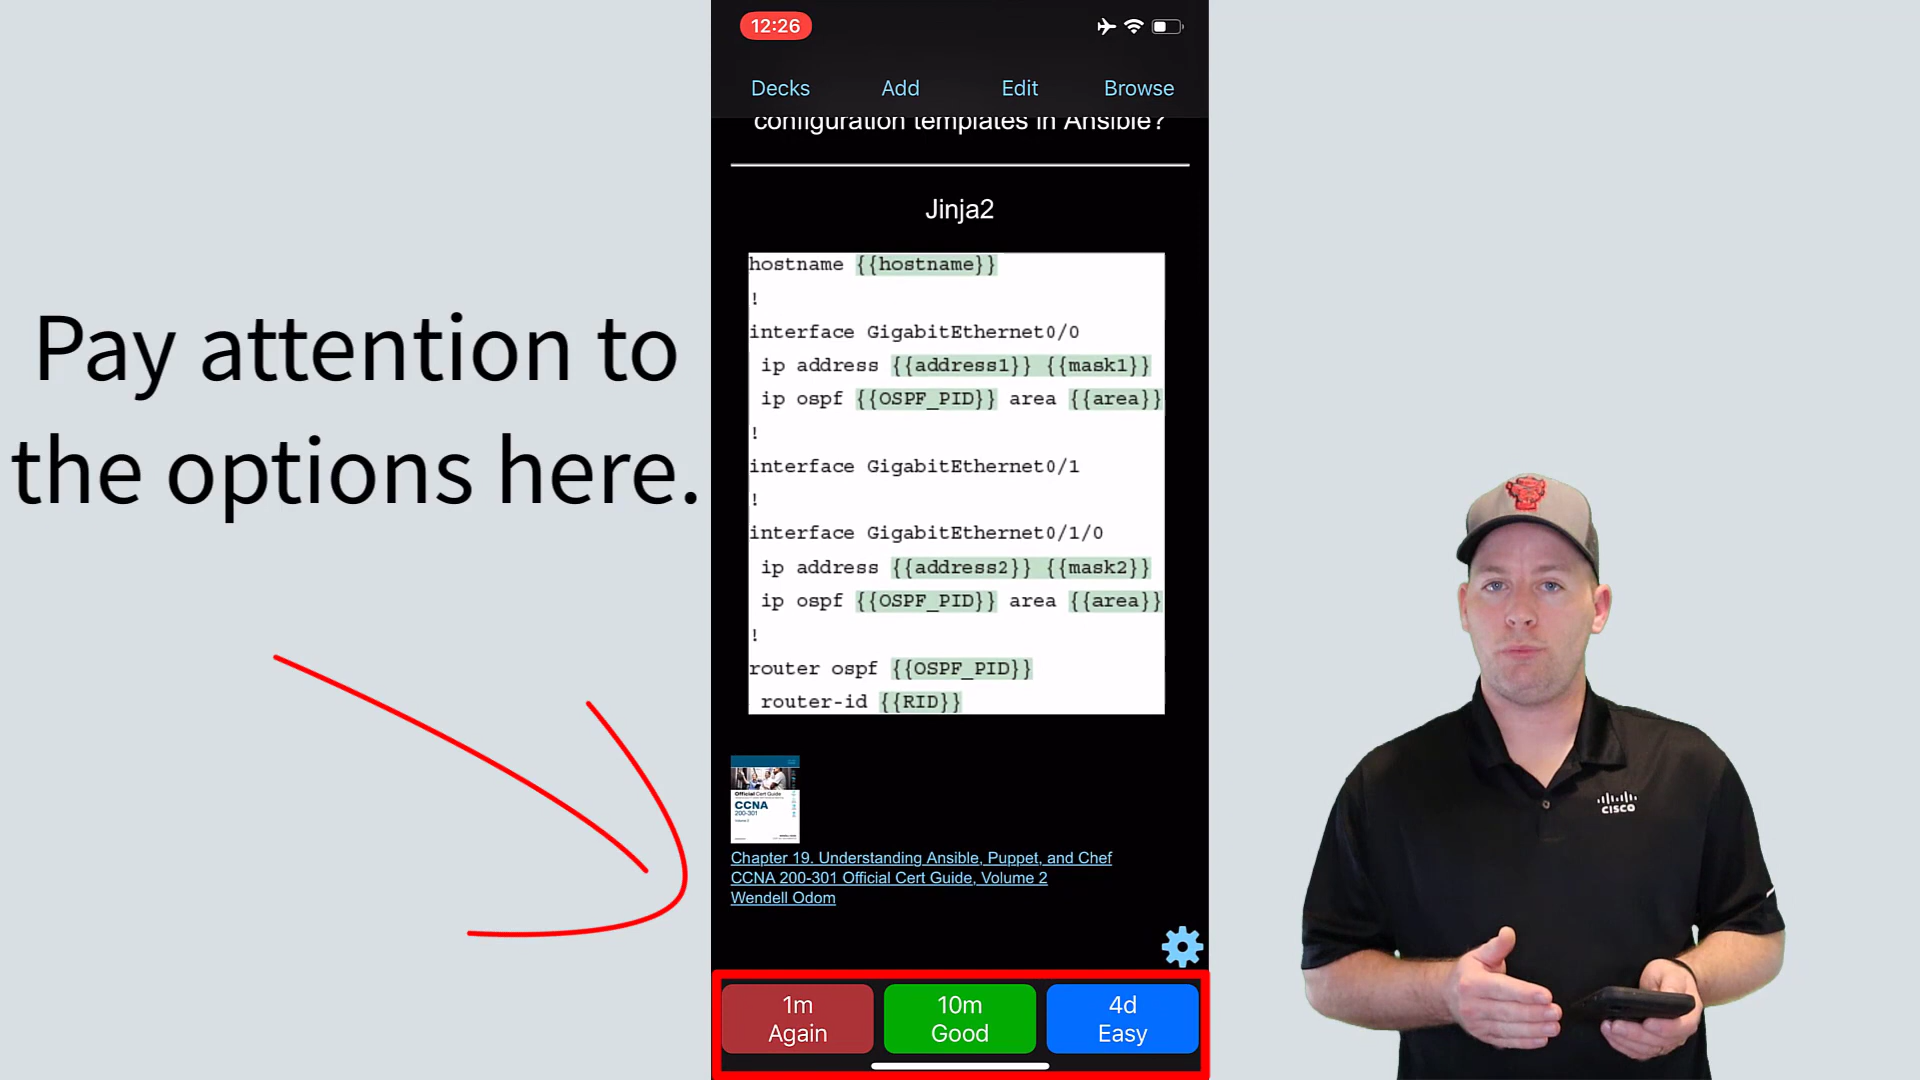 Pay attention to
the options here.
12:26
Decks Add Edit Browse
configuration templates in Ansible?
Jinja2
hostname {{hostname}}
!
interface GigabitEthernet0/0
ip address {{address1}} {{mask1}}
ip ospf {{OSPF_PID}} area {{area}}
!
interface GigabitEthernet0/1
!
interface GigabitEthernet0/1/0
ip address {{address2}} {{mask2}}
ip ospf {{OSPF_PID}} area {{area}}
!
router ospf {{OSPF_PID}}
router-id {{RID}}
Official Cert Guide
CCNA
200-301
Chapter 19. Understanding Ansible, Puppet, and Chef
CCNA 200-301 Official Cert Guide, Volume 2
Wendell Odom
1m 10m 4d
Again Good Easy
CISCO